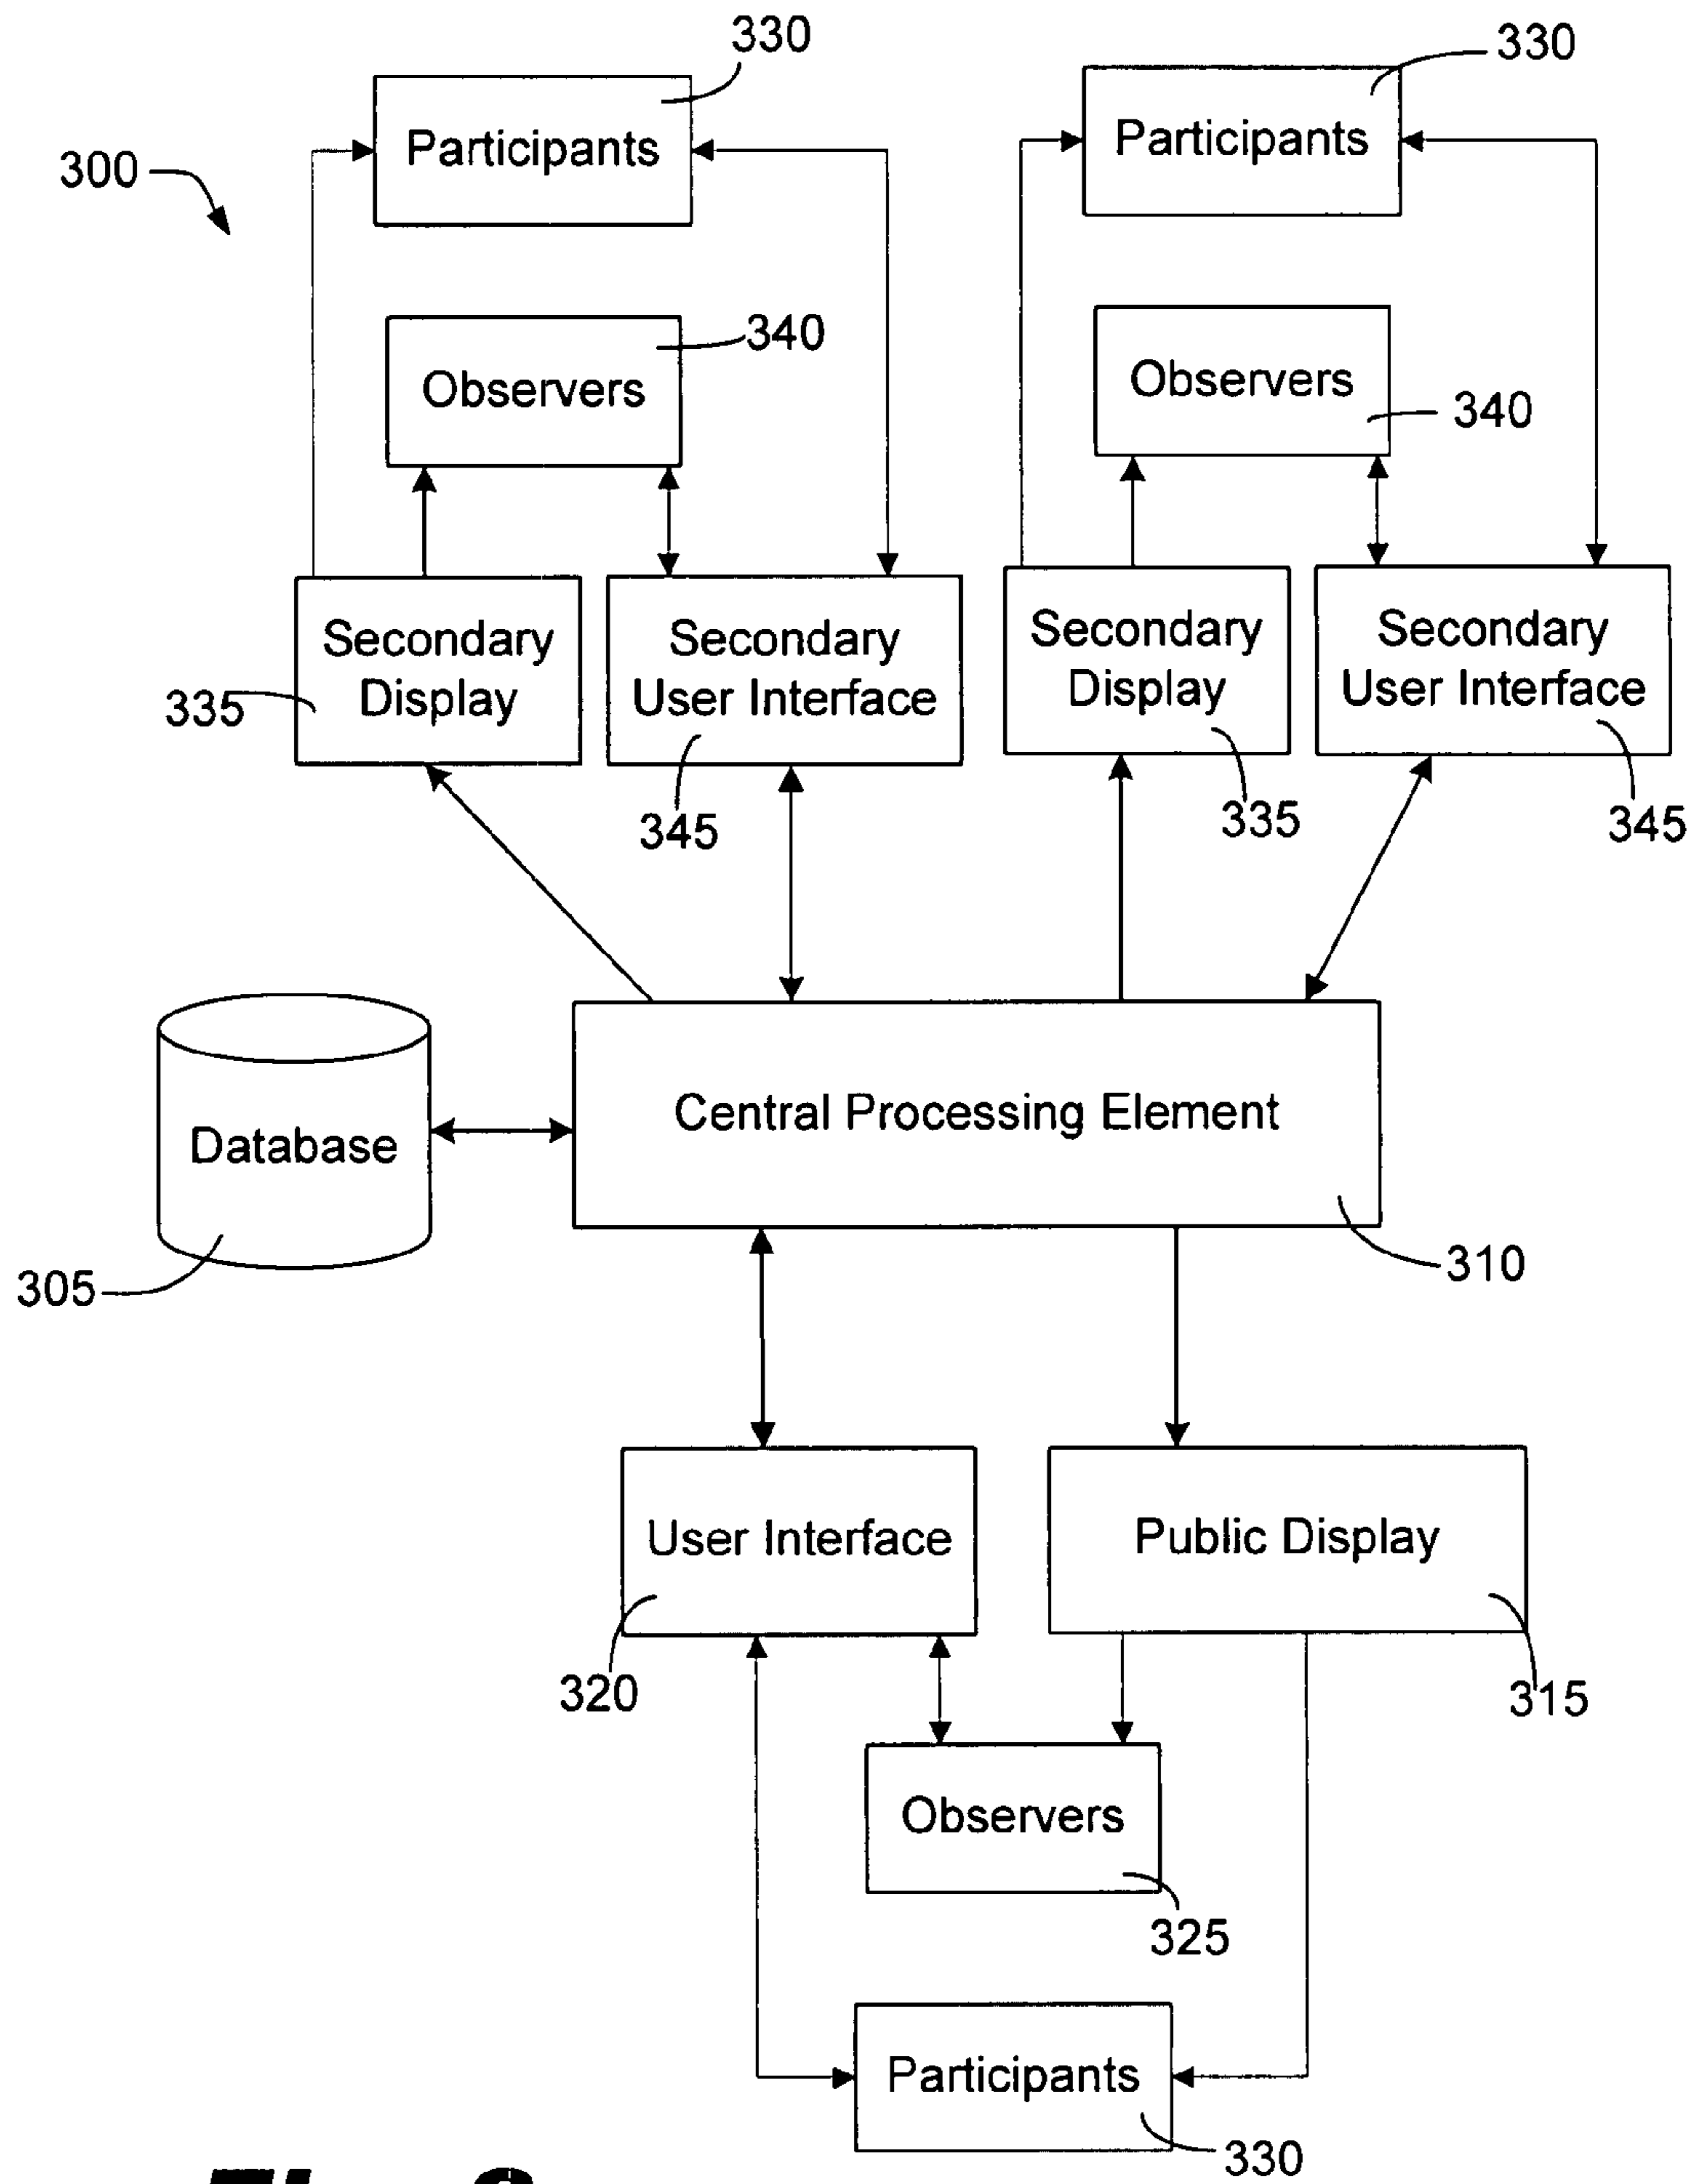 330
330
Participants
Participants
300
340
Observers
Observers
340
Secondary
Display
Secondary
User Interface
Secondary
Display
Secondary
User Interface
335
345
335
345
Database
Central Processing Element
305
310
User Interface
Public Display
320
315
Observers
325
Participants
330